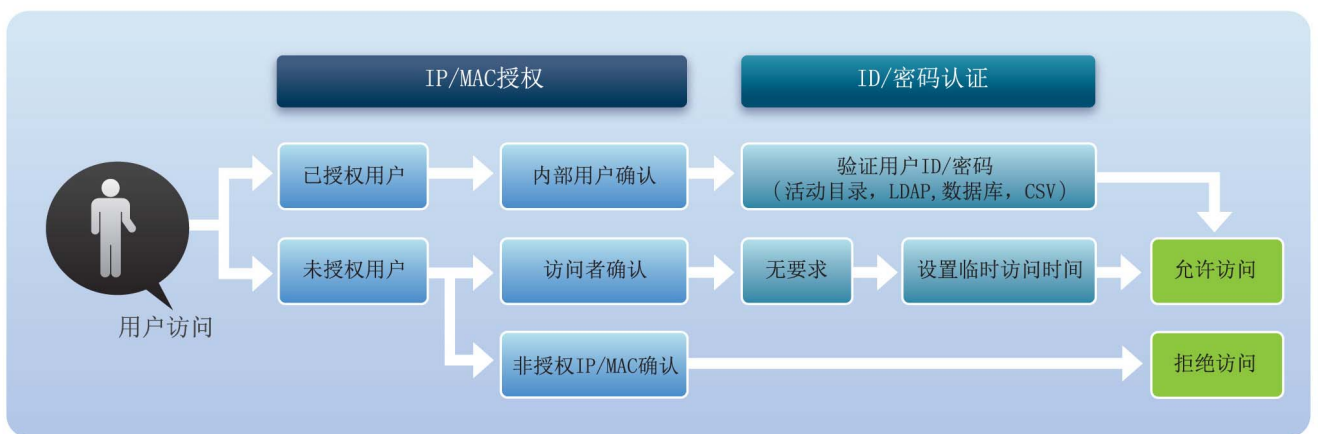 IP/MAC授权
ID/密码认证
已授权用户
内部用户确认
验证用户ID/密码
(活动目录，LDAP,数据库，CSV)
未授权用户
访问者确认
无要求
设置临时访问时间
允许访问
用户访问
非授权IP/MAC确认
拒绝访问